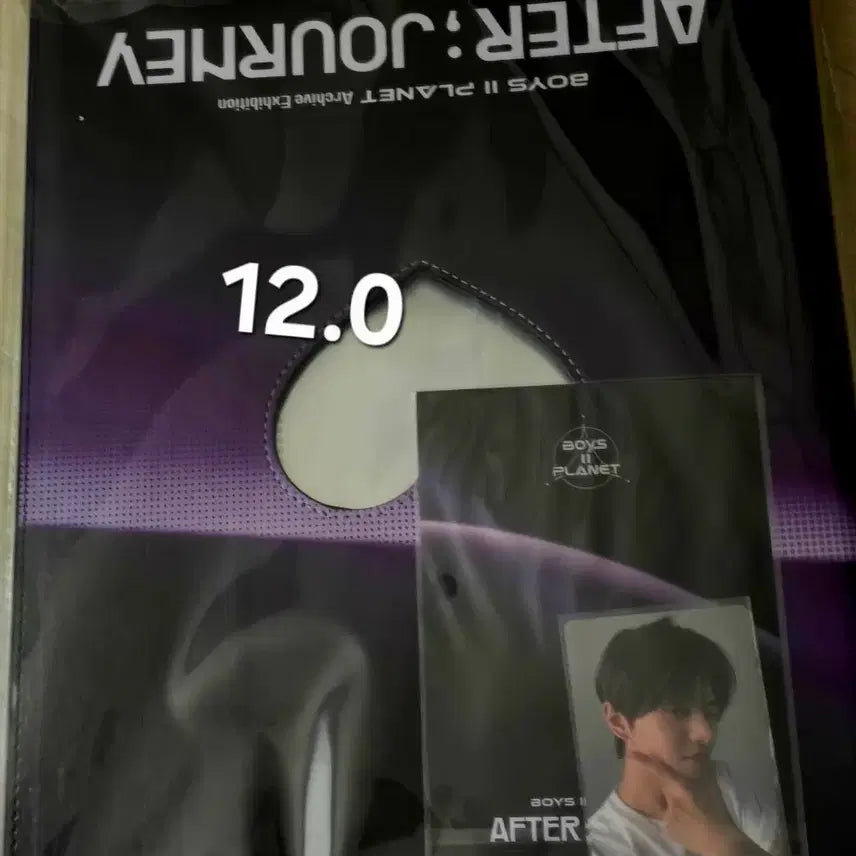 AFTER;JOURNEY
BOYS II PLANET Archive Exhibition
12.0
BOYS
II
PLANET
BOYS II
AFTER